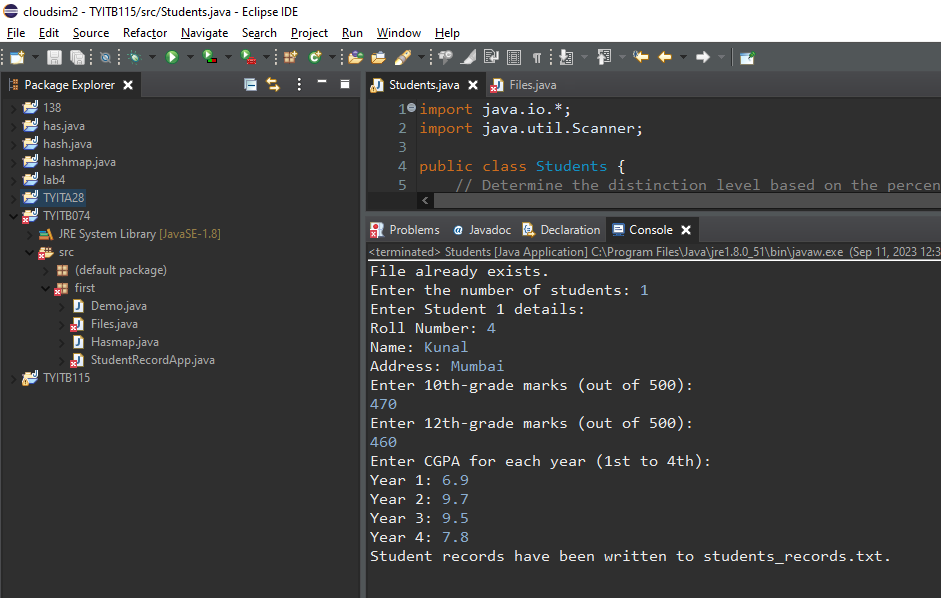 cloudsim2 - TYITB115/src/Students.java - Eclipse IDE
File Edit Source Refactor Navigate Search Project Run Window Help
Package Explorer
138
has.java
hash.java
hashmap.java
lab4
TYITA28
TYITB074
JRE System Library [JavaSE-1.8]
src
(default package)
first
Demo.java
Files.java
Hasmap.java
StudentRecordApp.java
TYITB115
Students.java Files.java
1 import java.io.*;
2 import java.util.Scanner;
3
4 public class Students {
5 // Determine the distinction level based on the percen
Problems Javadoc Declaration Console
<terminated> Students [Java Application] C:\Program Files\Java\jre1.8.0_51\bin\javaw.exe (Sep 11, 2023 12:3
File already exists.
Enter the number of students: 1
Enter Student 1 details:
Roll Number: 4
Name: Kunal
Address: Mumbai
Enter 10th-grade marks (out of 500):
470
Enter 12th-grade marks (out of 500):
460
Enter CGPA for each year (1st to 4th):
Year 1: 6.9
Year 2: 9.7
Year 3: 9.5
Year 4: 7.8
Student records have been written to students_records.txt.